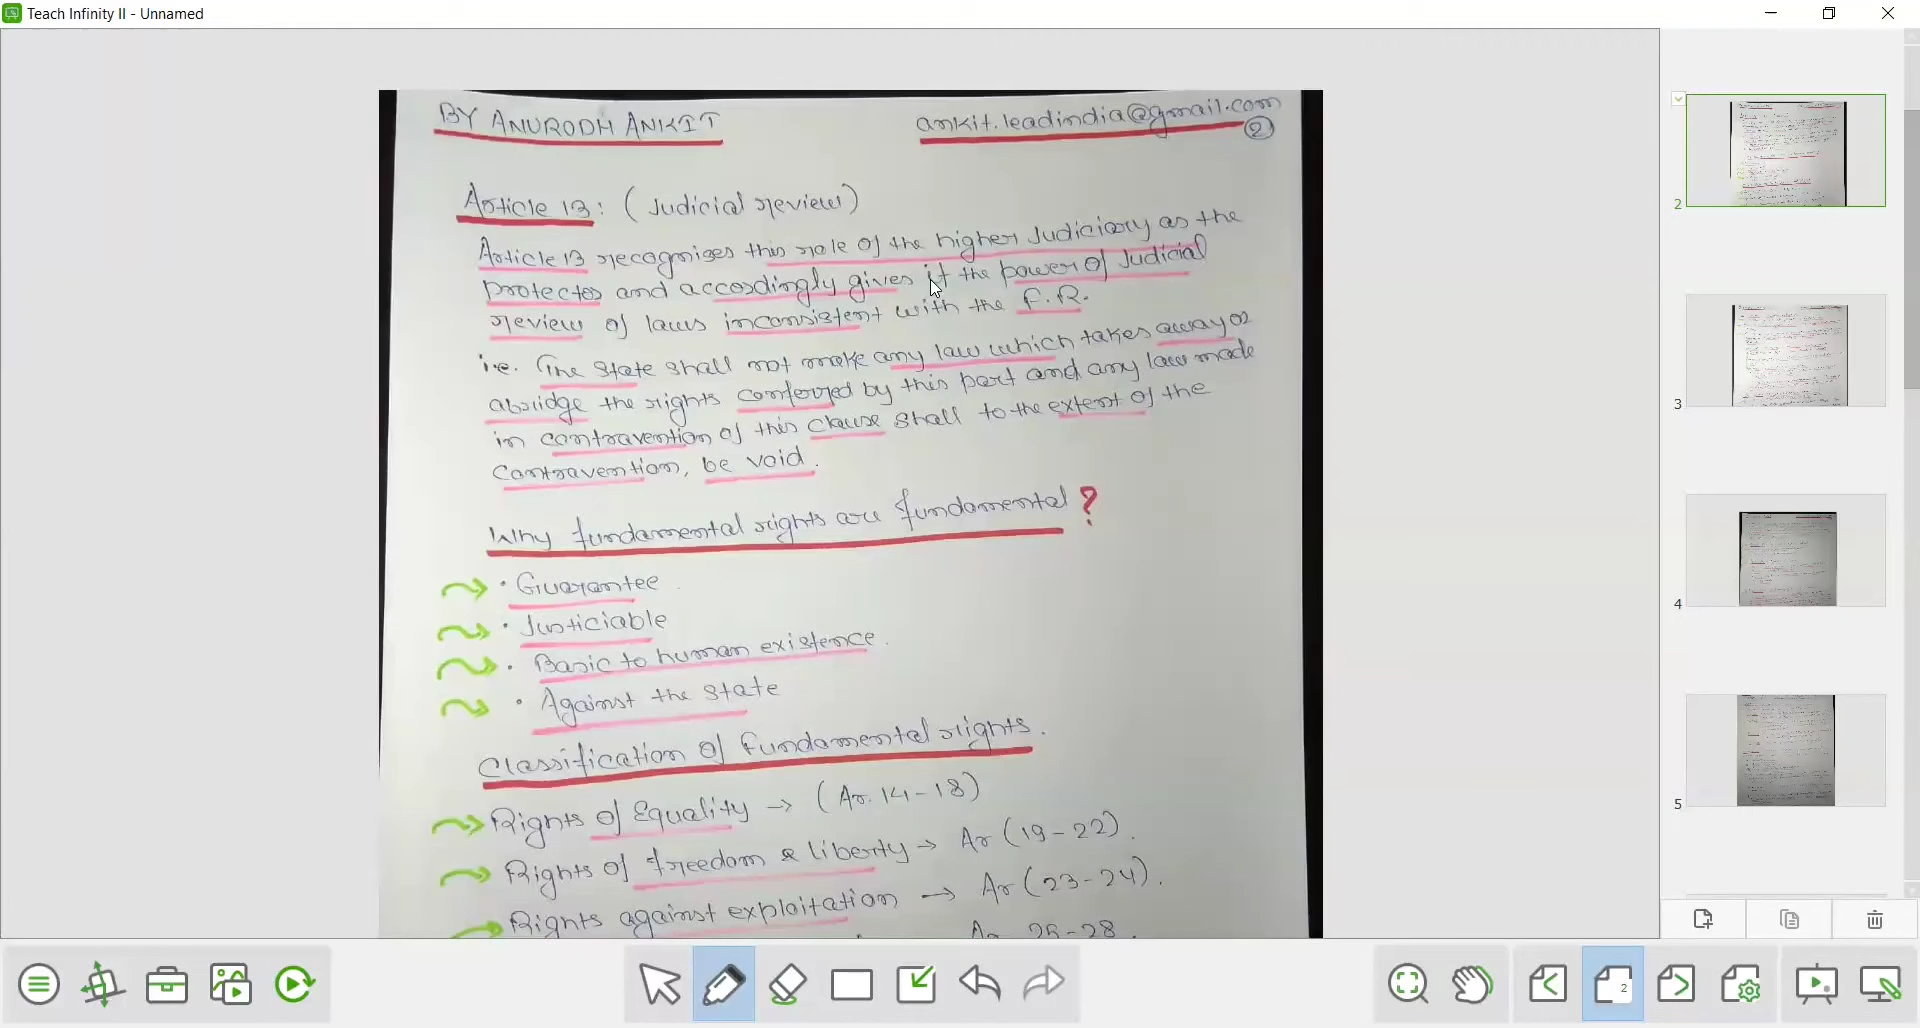 Teach Infinity II - Unnamed
BY ANURODH ANKIT
ankit.leadindia@gmail.com
2
Article 13: (Judicial review)
Article 13 recognises this role of the higher Judiciary as the
protector and accordingly gives it the power of Judicial
review of laws inconsistent with the F.R.
i.e. The State shall not make any law which takes away or
abridge the rights conferred by this part and any law made
in contravention of this clause shall to the extent of the
Contravention, be void.
Why fundamental rights are fundamental?
• Guarantee
• Justiciable
• Basic to human existence.
• Against the state
Classification of fundamental rights.
Rights of Equality → (Ar. 14-18)
Rights of freedom & liberty → Ar (19-22).
Rights against exploitation → Ar (23-24).
25-28.
2
3
4
5
2